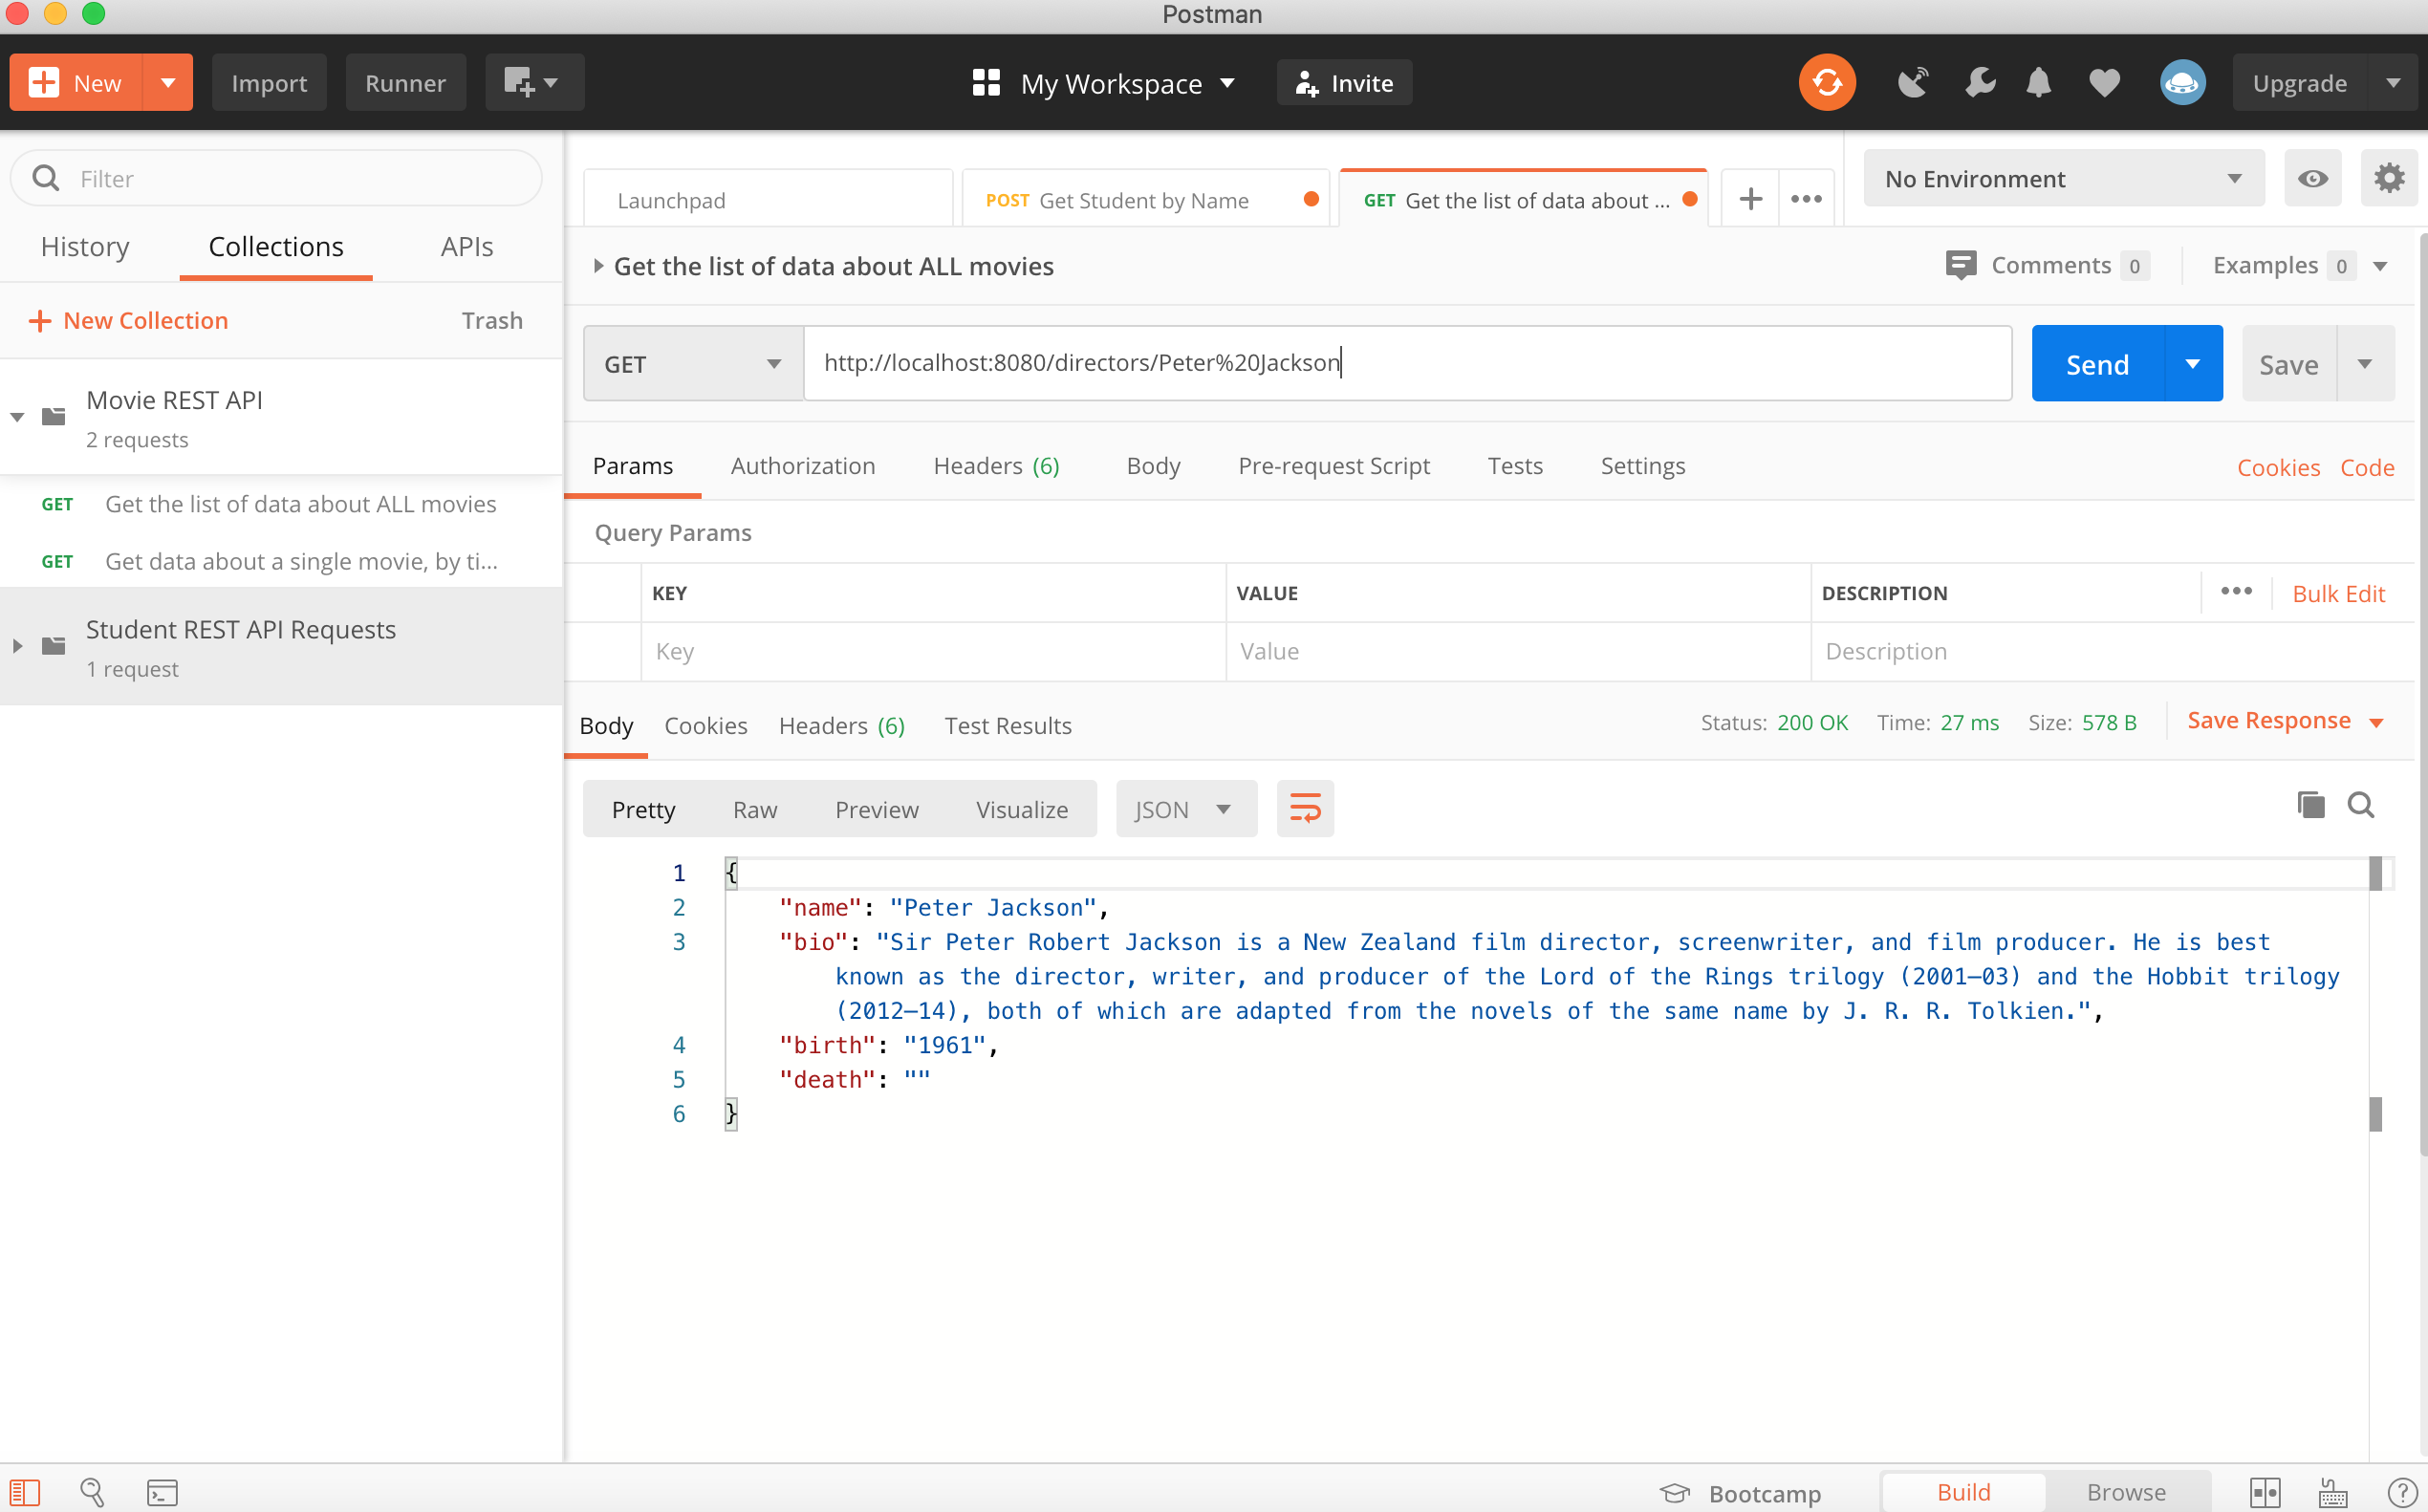 Postman
New
Import
Runner
My Workspace
Invite
Upgrade
Filter
History
Collections
APIs
+ New Collection
Trash
Movie REST API
2 requests
GET Get the list of data about ALL movies
GET Get data about a single movie, by ti...
Student REST API Requests
1 request
Launchpad
POST Get Student by Name
GET Get the list of data about ...
No Environment
Get the list of data about ALL movies
Comments 0
Examples 0
GET
http://localhost:8080/directors/Peter%20Jackson
Send
Save
Params
Authorization
Headers (6)
Body
Pre-request Script
Tests
Settings
Cookies
Code
Query Params
KEY
VALUE
DESCRIPTION
Bulk Edit
Key
Value
Description
Body
Cookies
Headers (6)
Test Results
Status: 200 OK
Time: 27 ms
Size: 578 B
Save Response
Pretty
Raw
Preview
Visualize
JSON
1 {
2 "name": "Peter Jackson",
3 "bio": "Sir Peter Robert Jackson is a New Zealand film director, screenwriter, and film producer. He is best
known as the director, writer, and producer of the Lord of the Rings trilogy (2001–03) and the Hobbit trilogy
(2012–14), both of which are adapted from the novels of the same name by J. R. R. Tolkien.",
4 "birth": "1961",
5 "death": ""
6 }
Bootcamp
Build
Browse